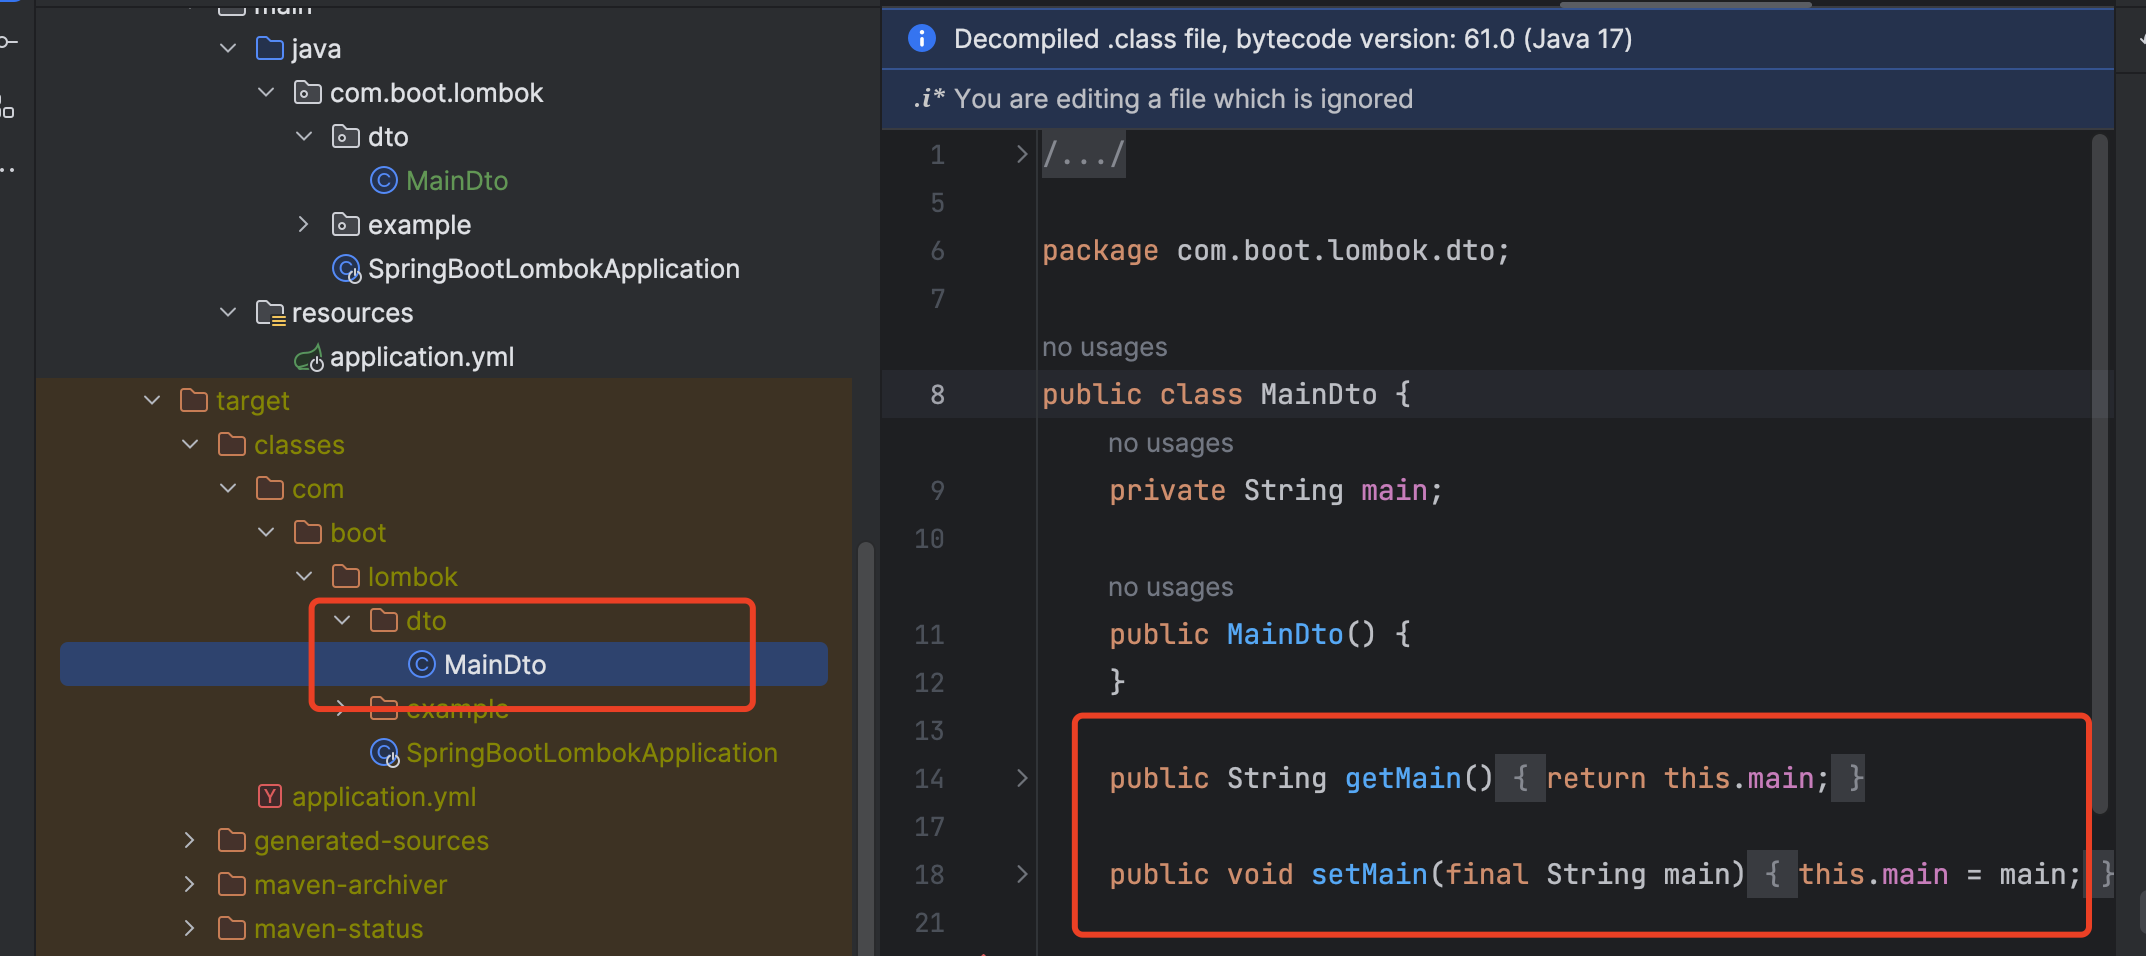 main
java
com.boot.lombok
dto
MainDto
example
SpringBootLombokApplication
resources
application.yml
target
classes
com
boot
lombok
dto
MainDto
example
SpringBootLombokApplication
application.yml
generated-sources
maven-archiver
maven-status
Decompiled .class file, bytecode version: 61.0 (Java 17)
.i* You are editing a file which is ignored
1 /.../
5
6 package com.boot.lombok.dto;
7
no usages
8 public class MainDto {
no usages
9 private String main;
10
no usages
11 public MainDto() {
12 }
13
14 public String getMain() { return this.main; }
17
18 public void setMain(final String main) { this.main = main; }
21